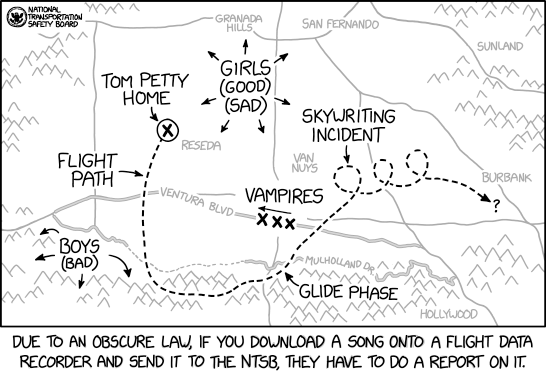 NATIONAL
TRANSPORTATION
SAFETY BOARD
GRANADA
HILLS
SAN FERNANDO
SUNLAND
TOM PETTY
HOME
GIRLS
(GOOD)
(SAD)
SKYWRITING
INCIDENT
RESEDA
FLIGHT
PATH
VAN
NUYS
BURBANK
VENTURA BLVD
VAMPIRES
?
BOYS
(BAD)
MULHOLLAND DR
GLIDE PHASE
HOLLYWOOD
DUE TO AN OBSCURE LAW, IF YOU DOWNLOAD A SONG ONTO A FLIGHT DATA
RECORDER AND SEND IT TO THE NTSB, THEY HAVE TO DO A REPORT ON IT.